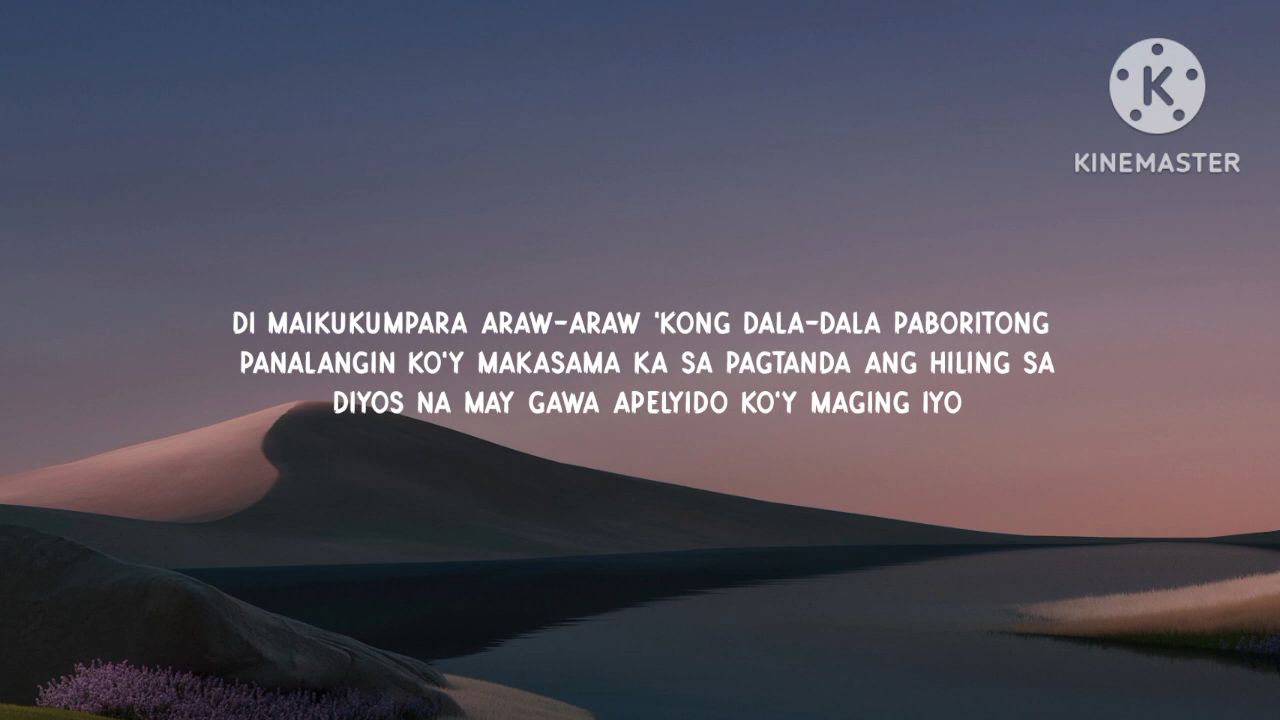 KINEMASTER
DI MAIKUKUMPARA ARAW-ARAW 'KONG DALA-DALA PABORITONG
PANALANGIN KO'Y MAKASAMA KA SA PAGTANDA ANG HILING SA
DIYOS NA MAY GAWA APELYIDO KO'Y MAGING IYO